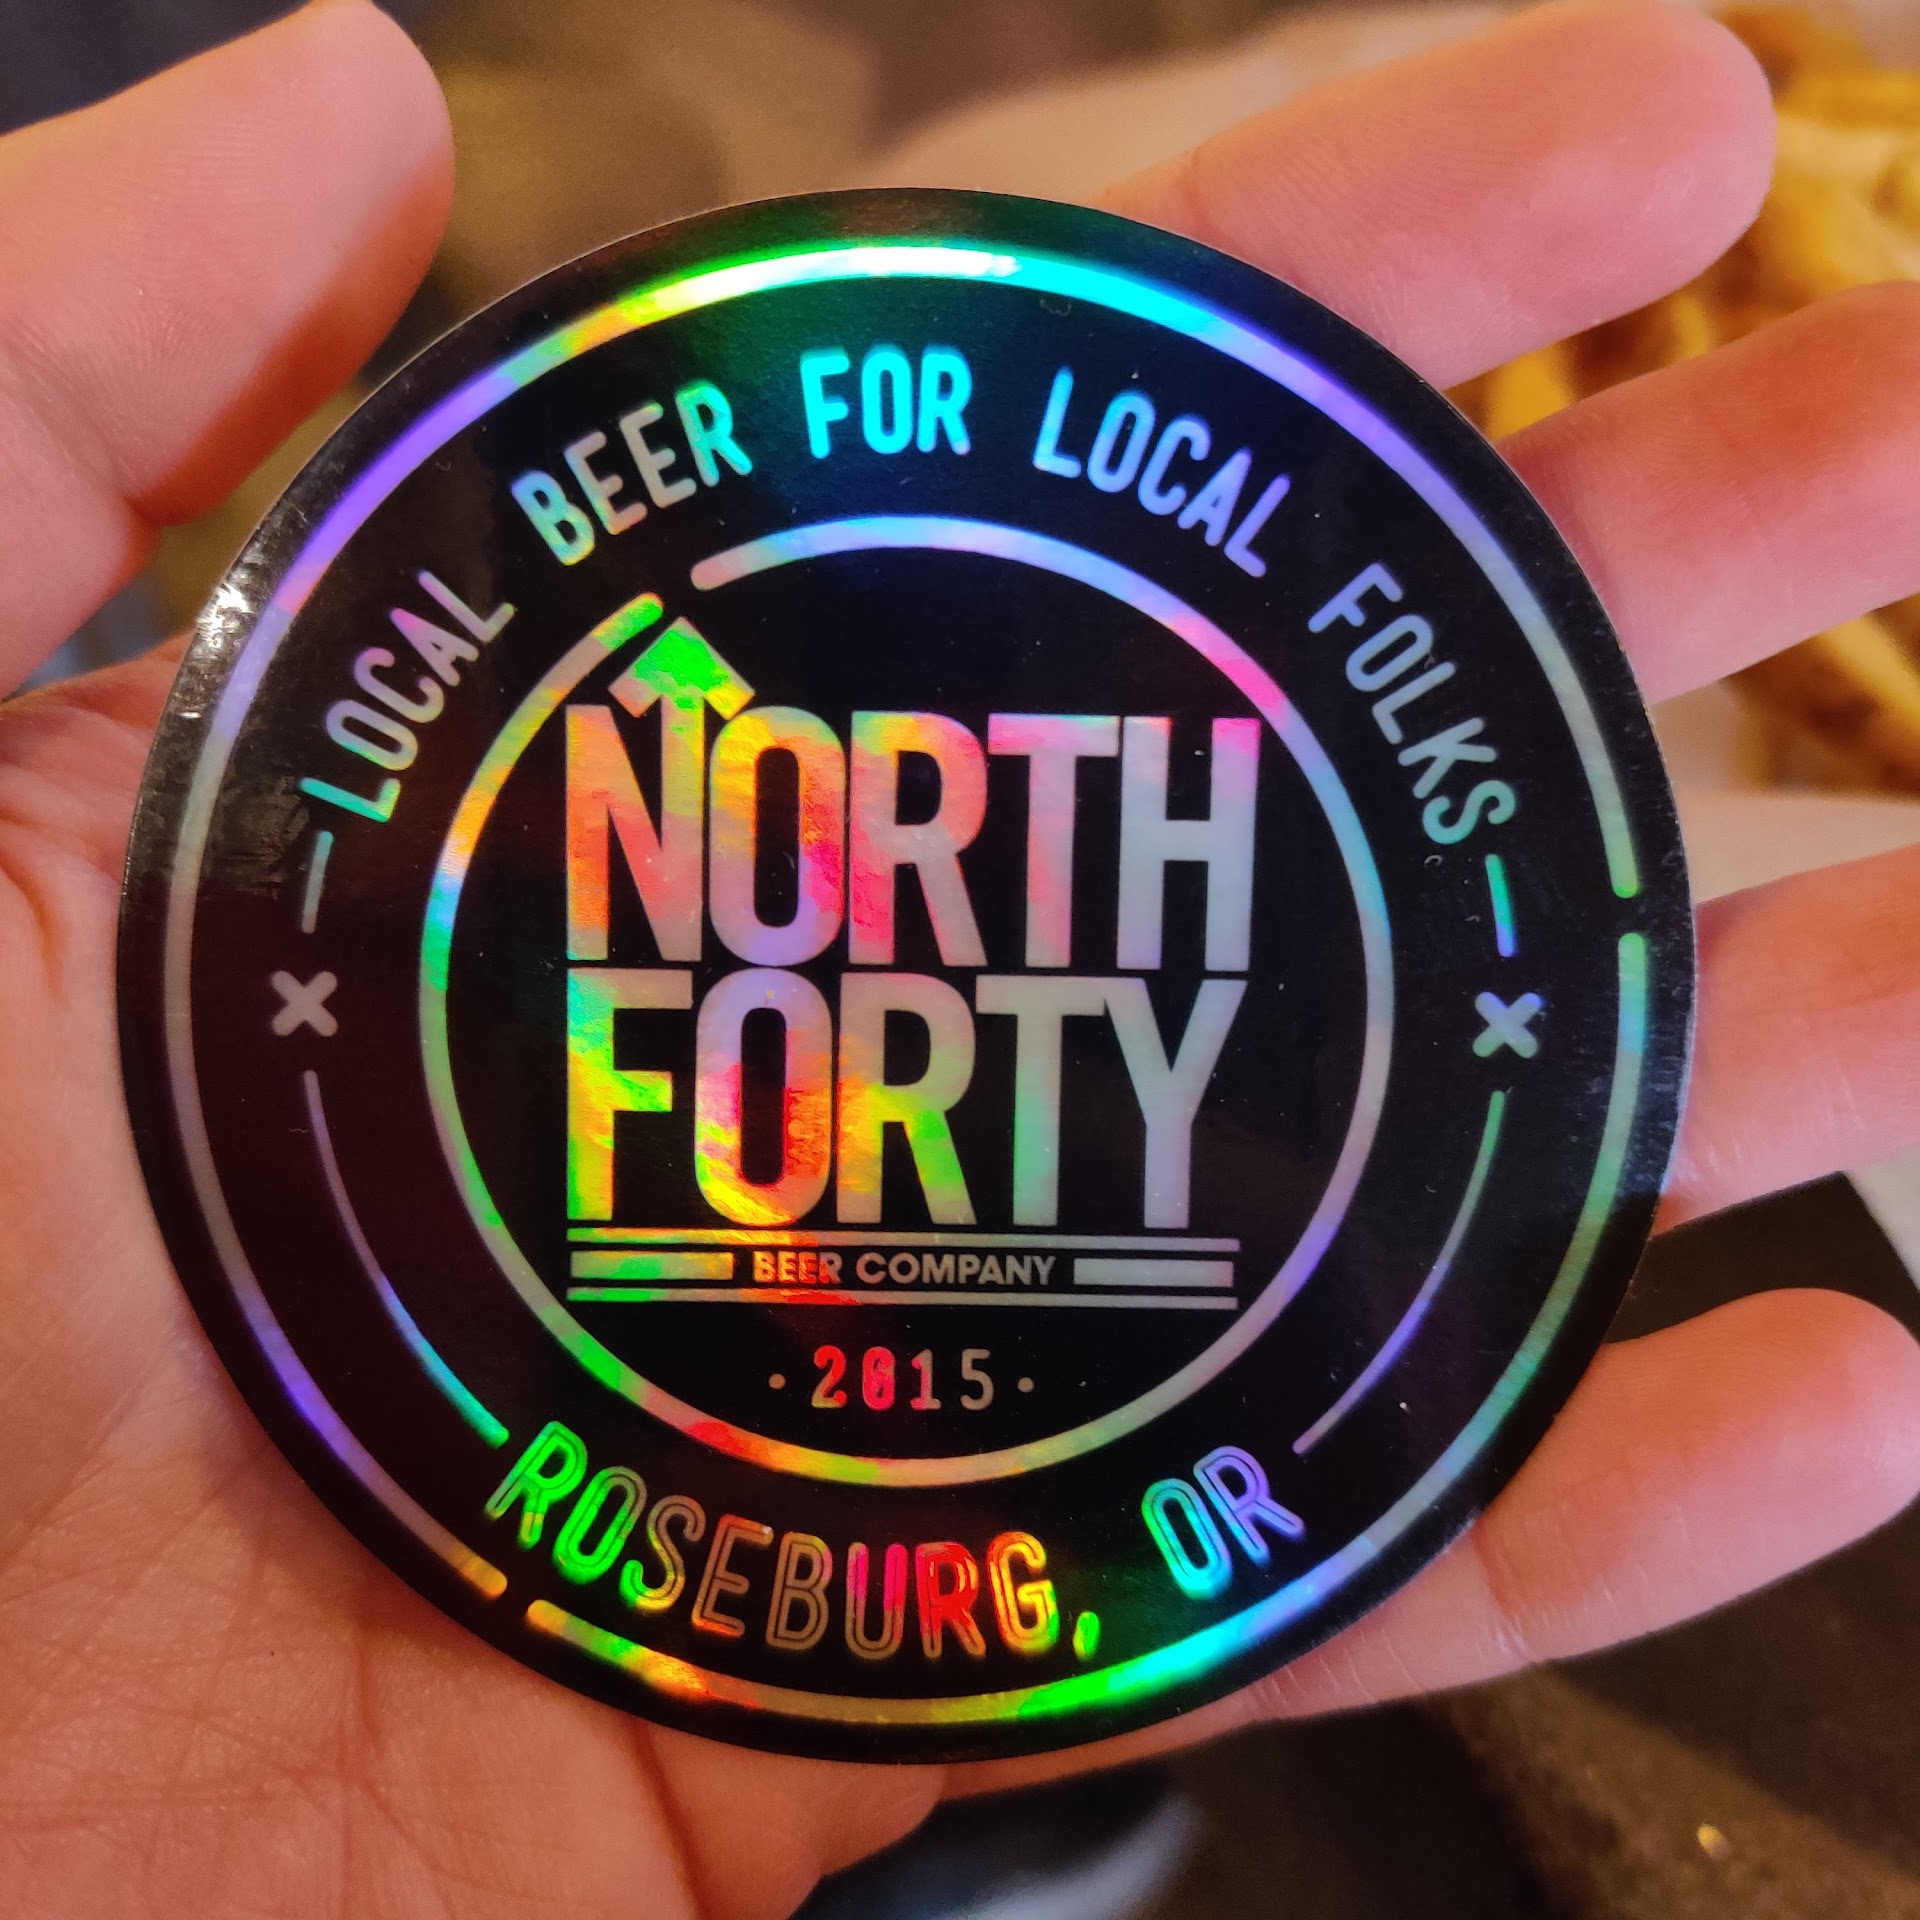 LOCAL BEER FOR LOCAL FOLKS
NORTH
FORTY
BEER COMPANY
· 2015 ·
ROSEBURG, OR